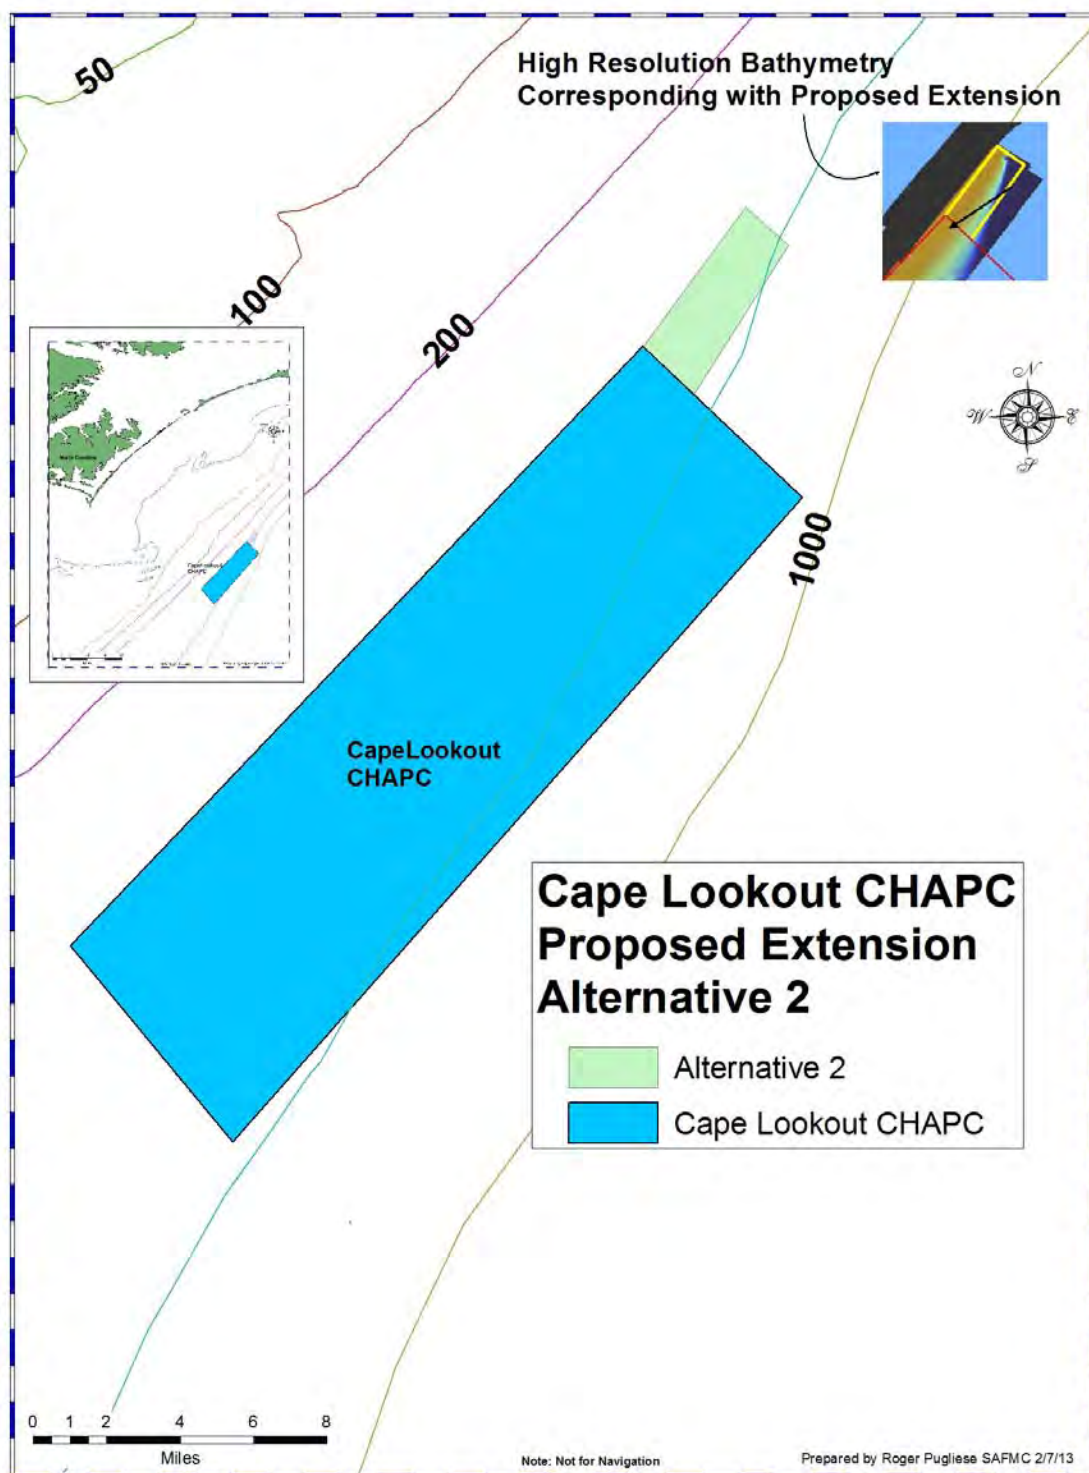 50
High Resolution Bathymetry
Corresponding with Proposed Extension
100
200
N
W
E
S
1000
CapeLookout
CHAPC
Cape Lookout CHAPC
Proposed Extension
Alternative 2
Alternative 2
Cape Lookout CHAPC
0 1 2 4 6 8
Miles
Note: Not for Navigation
Prepared by Roger Pugliese SAFMC 2/7/13